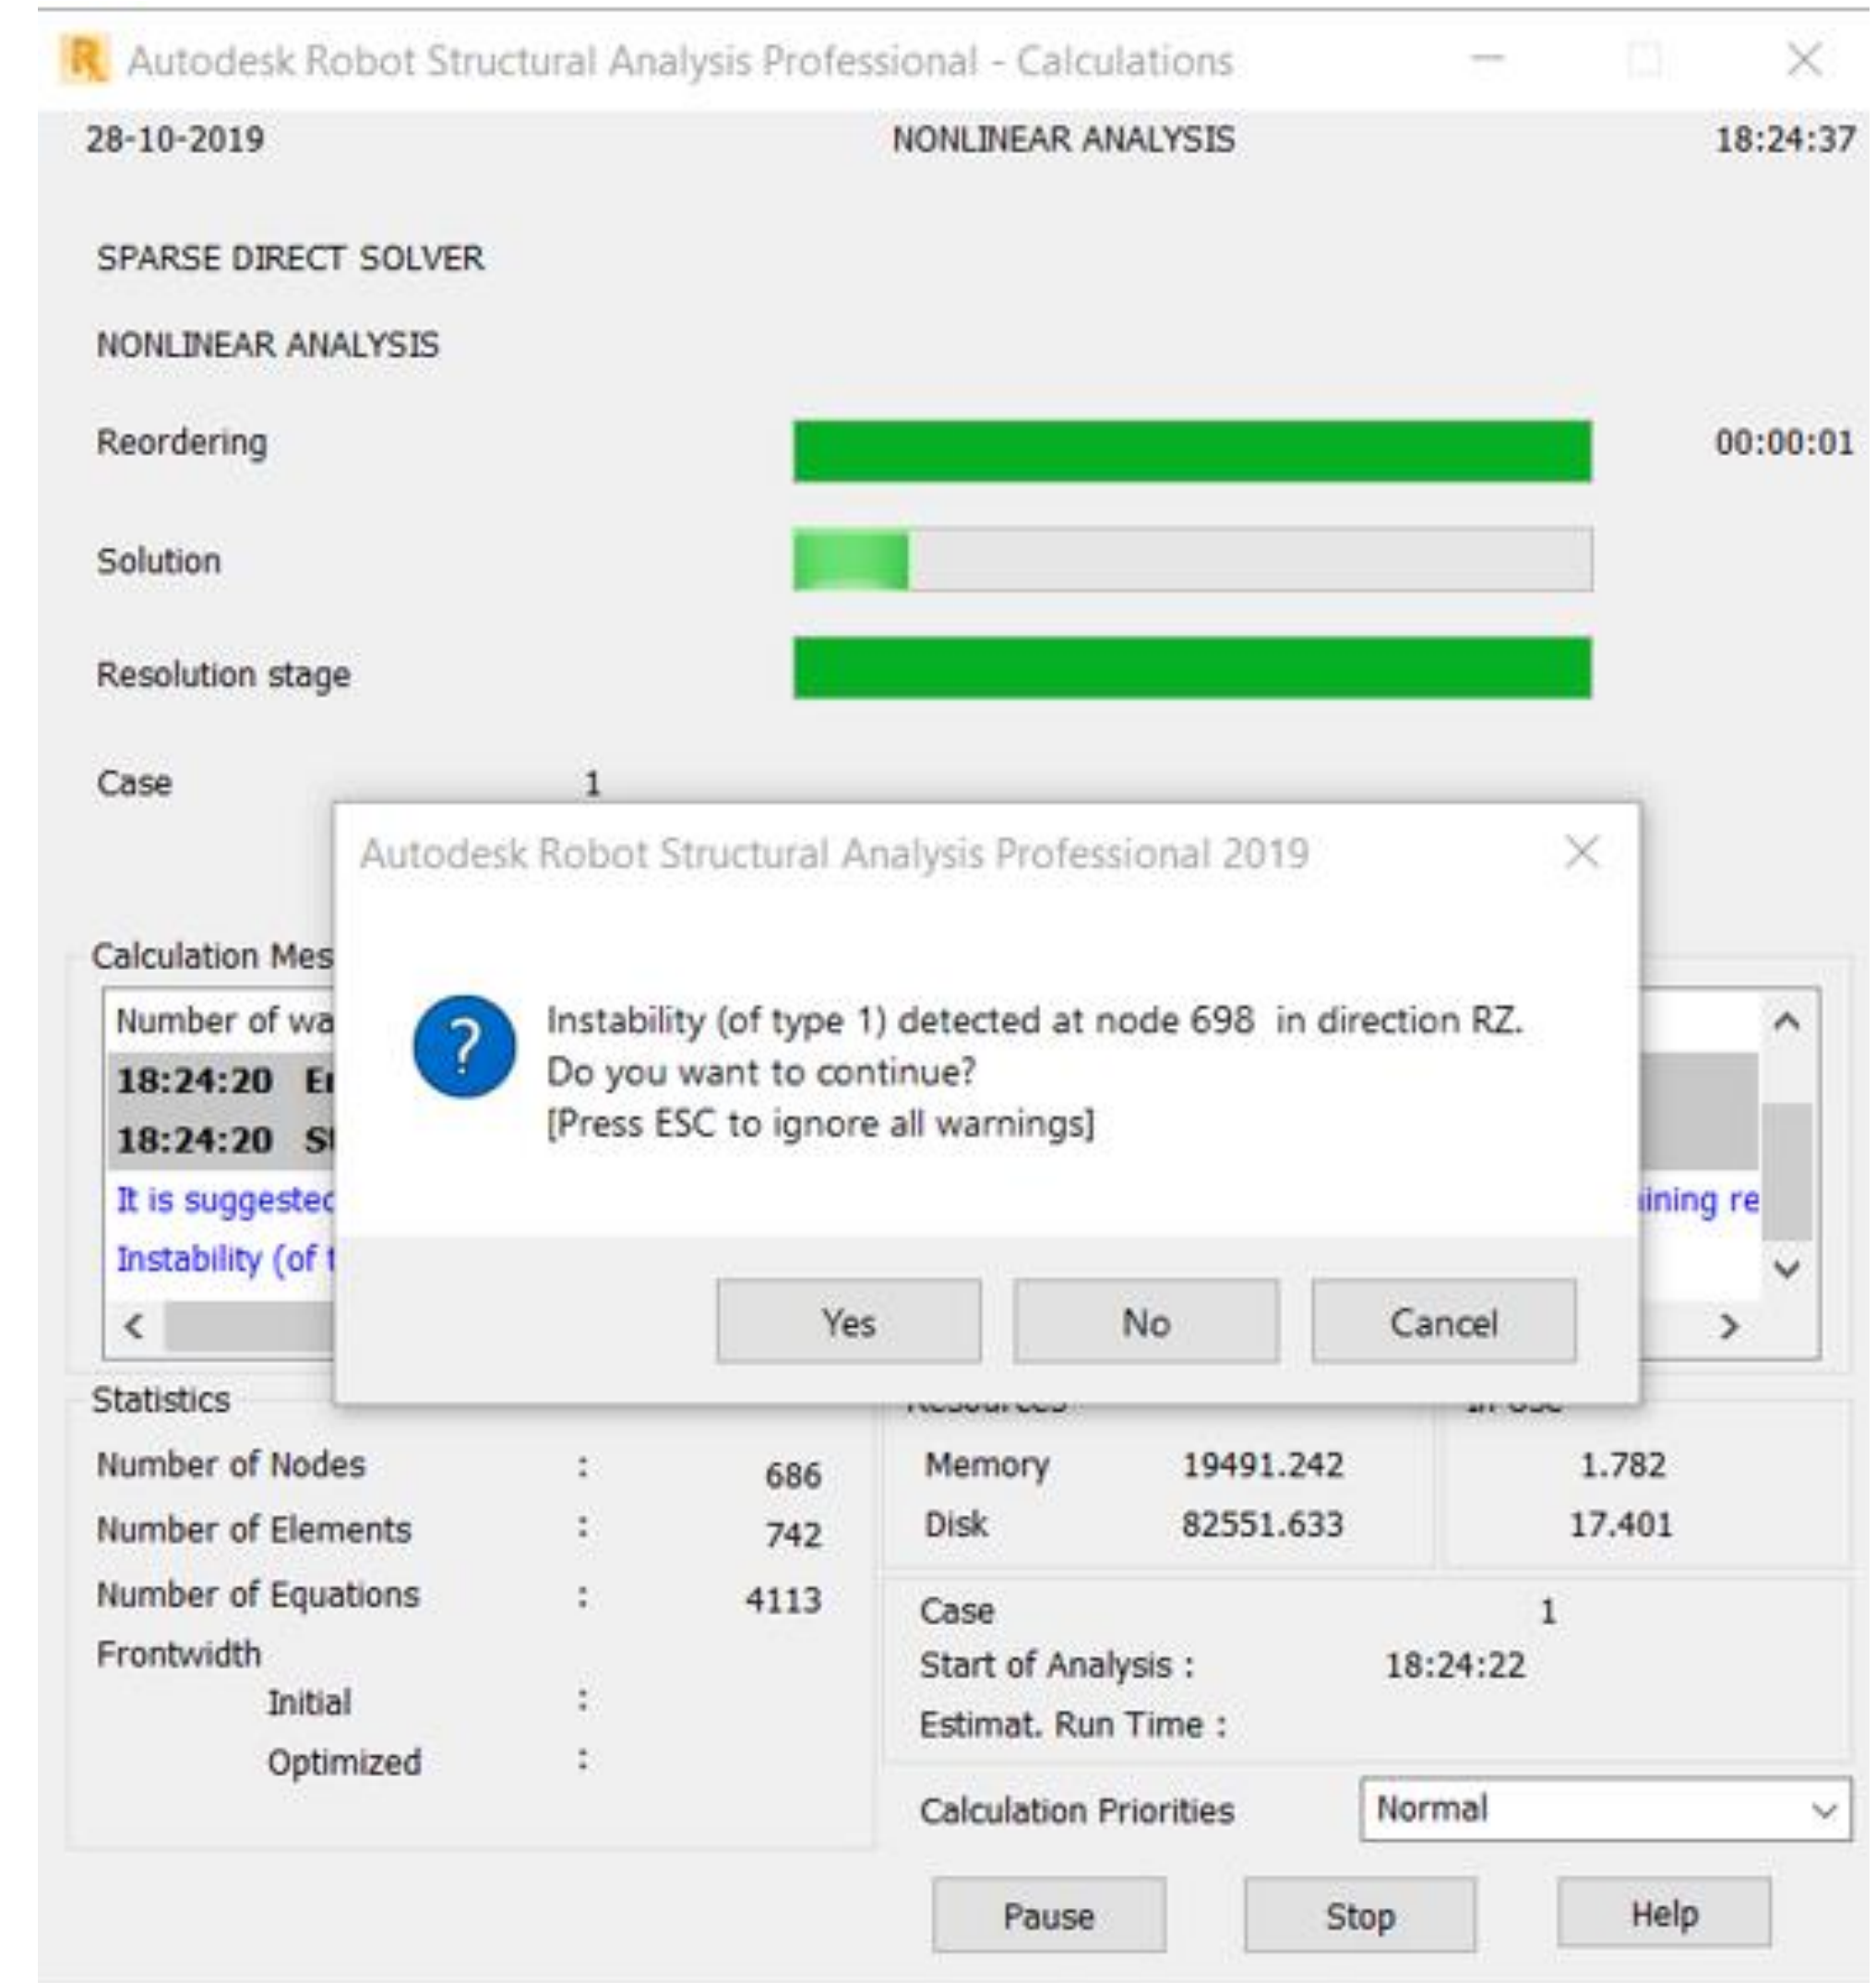 Autodesk Robot Structural Analysis Professional - Calculations
28-10-2019 NONLINEAR ANALYSIS 18:24:37
SPARSE DIRECT SOLVER
NONLINEAR ANALYSIS
Reordering 00:00:01
Solution
Resolution stage
Case 1
Autodesk Robot Structural Analysis Professional 2019
Instability (of type 1) detected at node 698 in direction RZ.
Do you want to continue?
[Press ESC to ignore all warnings]
Yes No Cancel
Calculation Mes
Number of wa
18:24:20
18:24:20
It is suggested re
Instability (of
Statistics
Number of Nodes : 686
Number of Elements : 742
Number of Equations : 4113
Frontwidth
Initial :
Optimized :
Resources In Use
Memory 19491.242 1.782
Disk 82551.633 17.401
Case 1
Start of Analysis : 18:24:22
Estimat. Run Time :
Calculation Priorities Normal
Pause Stop Help